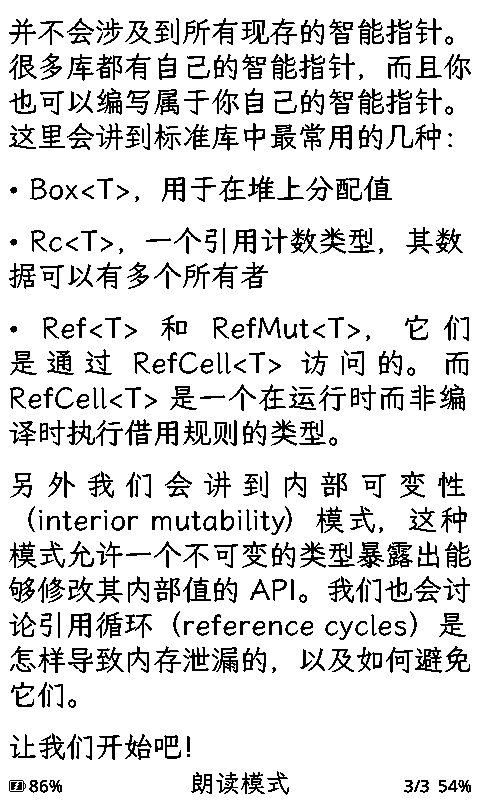 并不会涉及到所有现存的智能指针。
很多库都有自己的智能指针，而且你
也可以编写属于你自己的智能指针。
这里会讲到标准库中最常用的几种：
• Box<T>，用于在堆上分配值
• Rc<T>，一个引用计数类型，其数
据可以有多个所有者
• Ref<T> 和 RefMut<T>，它们
是通过 RefCell<T> 访问的。而
RefCell<T> 是一个在运行时而非编
译时执行借用规则的类型。
另外我们会讲到内部可变性
（interior mutability）模式，这种
模式允许一个不可变的类型暴露出能
够修改其内部值的 API。我们也会讨
论引用循环（reference cycles）是
怎样导致内存泄漏的，以及如何避免
它们。
让我们开始吧！
86% 朗读模式 3/3 54%